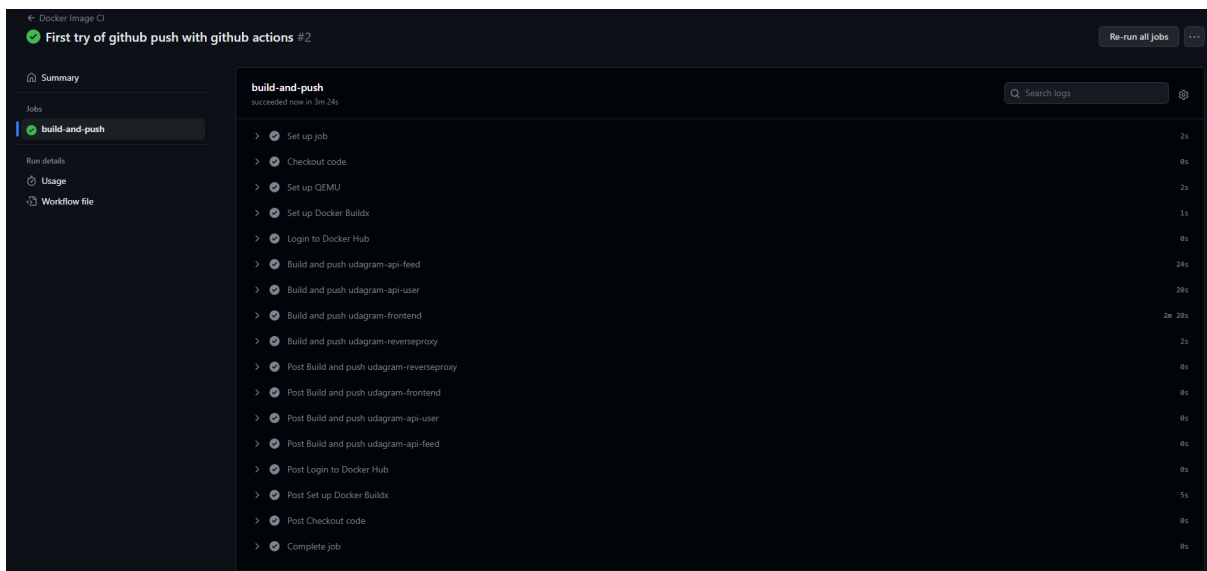 ← Docker Image CI
First try of github push with github actions #2
Re-run all jobs
...
Summary
Jobs
build-and-push
Run details
Usage
Workflow file
build-and-push
succeeded now in 3m 24s
Search logs
Set up job 2s
Checkout code 0s
Set up QEMU 2s
Set up Docker Buildx 1s
Login to Docker Hub 0s
Build and push udagram-api-feed 24s
Build and push udagram-api-user 20s
Build and push udagram-frontend 2m 20s
Build and push udagram-reverseproxy 2s
Post Build and push udagram-reverseproxy 0s
Post Build and push udagram-frontend 0s
Post Build and push udagram-api-user 0s
Post Build and push udagram-api-feed 0s
Post Login to Docker Hub 0s
Post Set up Docker Buildx 5s
Post Checkout code 0s
Complete job 0s